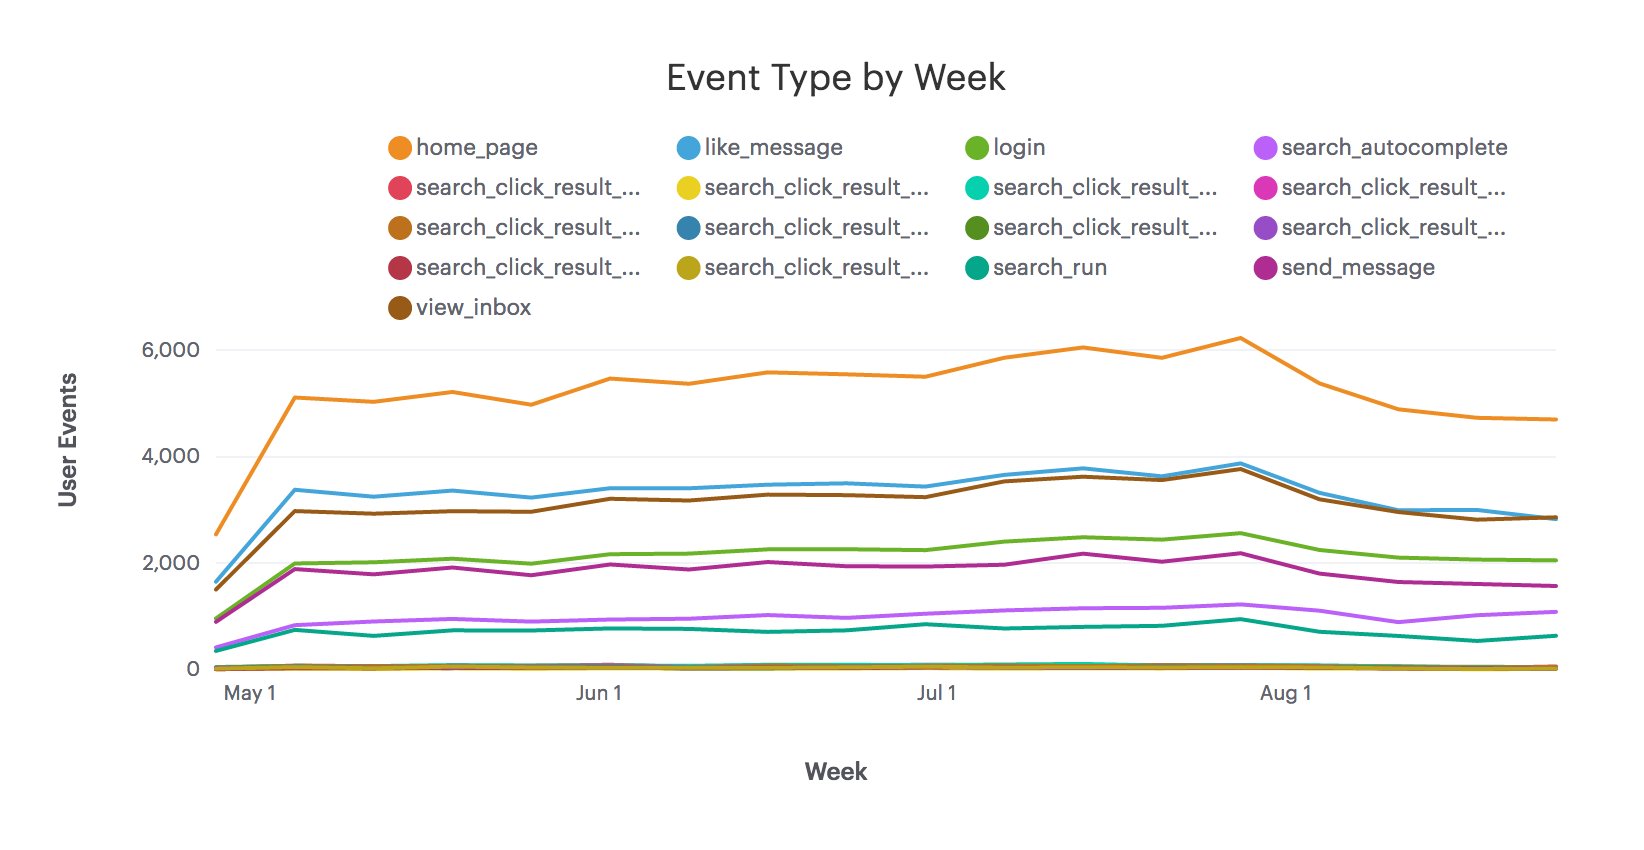 Event Type by Week
home_page like_message login search_autocomplete
search_click_result_... search_click_result_... search_click_result_... search_click_result_...
search_click_result_... search_click_result_... search_click_result_... search_click_result_...
search_click_result_... search_click_result_... search_run send_message
view_inbox
User Events
6,000
4,000
2,000
0
May 1 Jun 1 Jul 1 Aug 1
Week